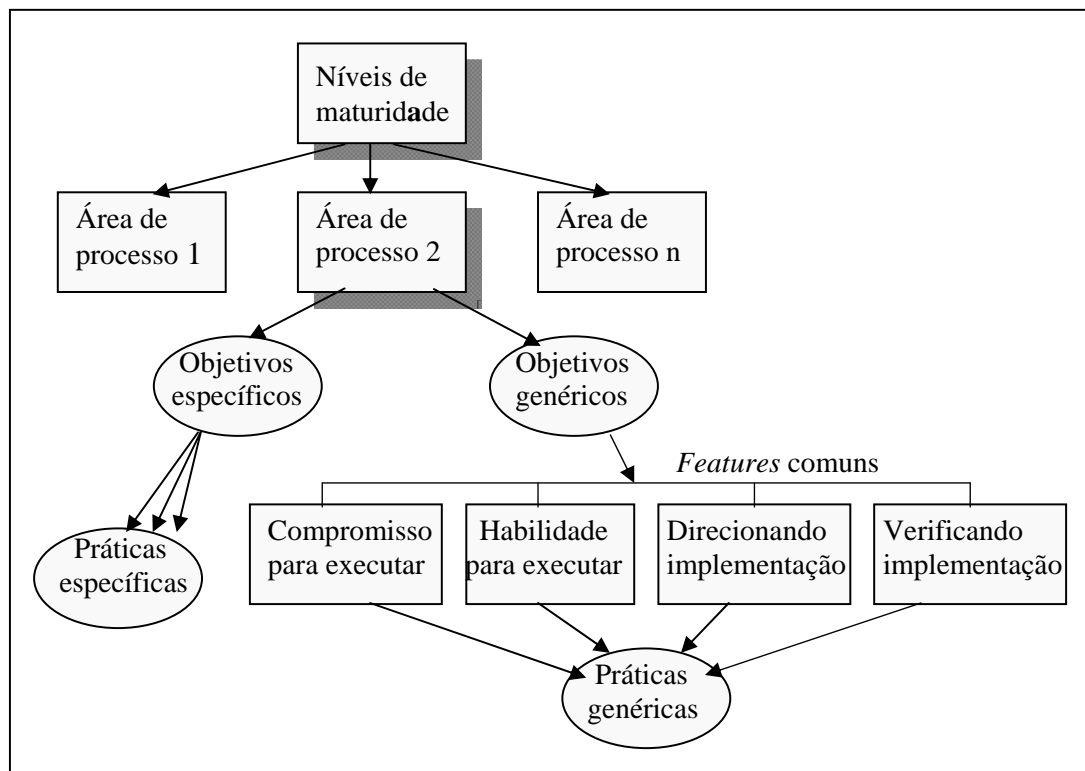 Níveis de
maturidade
Área de
processo 1
Área de
processo 2
Área de
processo n
Objetivos
específicos
Objetivos
genéricos
Features comuns
Compromisso
para executar
Habilidade
para executar
Direcionando
implementação
Verificando
implementação
Práticas
específicas
Práticas
genéricas